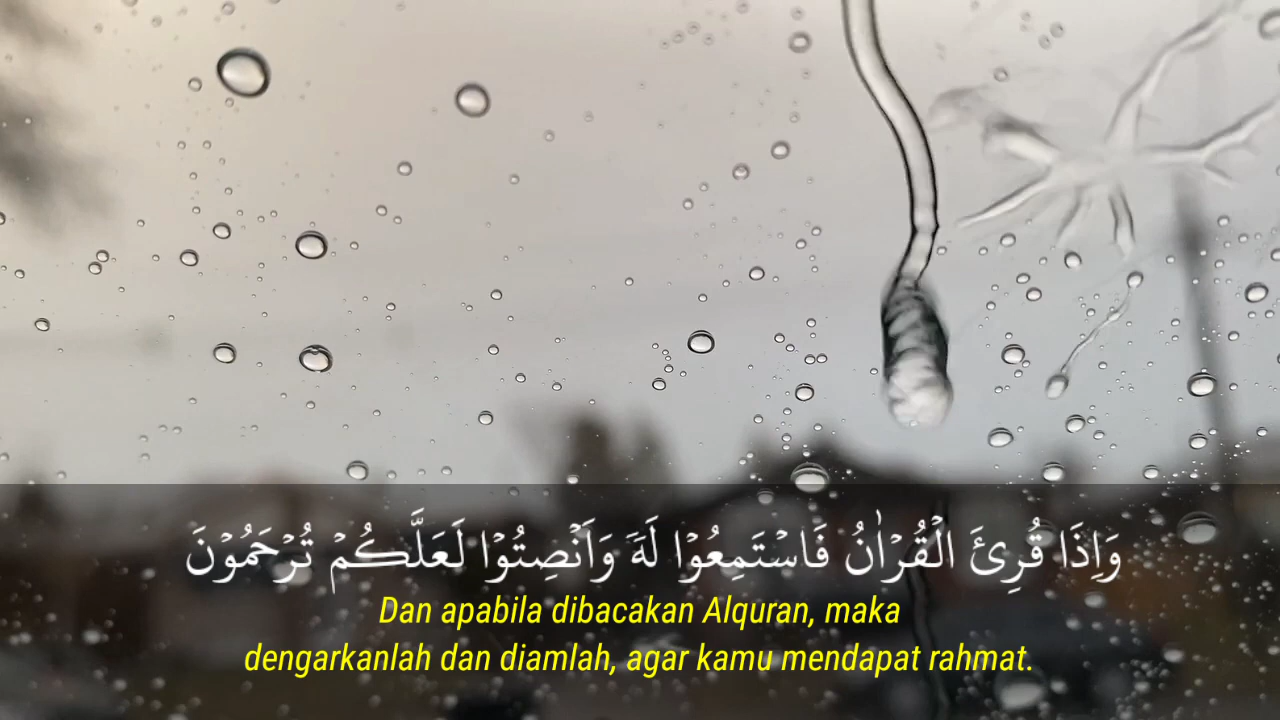 وَاِذَا قُرِئَ الْقُرْاٰنُ فَاسْتَمِعُوْا لَهٗ وَاَنْصِتُوْا لَعَلَّكُمْ تُرْحَمُوْنَ
Dan apabila dibacakan Alquran, maka
dengarkanlah dan diamlah, agar kamu mendapat rahmat.